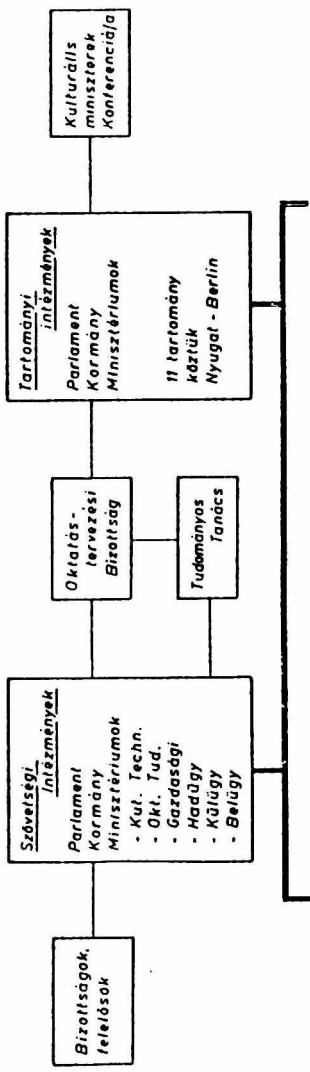 Bizottságok,
felelősök
Szövetségi
Intézmények
Parlament
Kormány
Minisztériumok
- Kut. Techn.
- Okt. Tud.
- Gazdasági
- Hadügy
- Külügy
- Belügy
Oktatás-
tervezési
Bizottság
Tudományos
Tanács
Tartományi
intézmények
Parlament
Kormány
Minisztériumok
11 tartomány
köztük
Nyugat - Berlin
Kulturális
miniszterek
Konferenciája